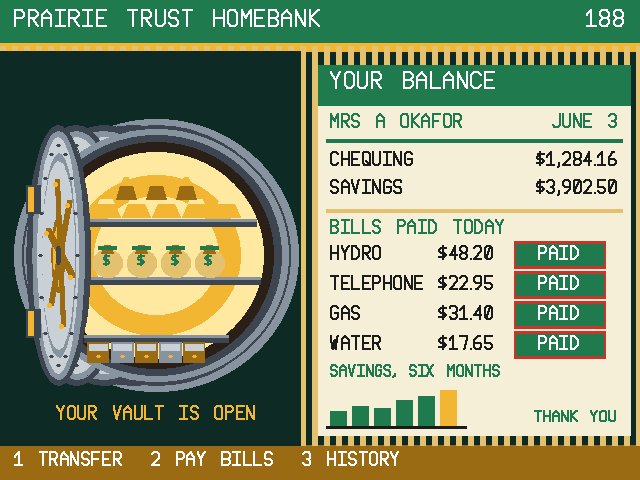 PRAIRIE TRUST HOMEBANK 188
YOUR BALANCE
MRS A OKAFOR JUNE 3
CHEQUING $1,284.16
SAVINGS $3,902.50
BILLS PAID TODAY
HYDRO $48.20 PAID
TELEPHONE $22.95 PAID
GAS $31.40 PAID
WATER $17.65 PAID
SAVINGS, SIX MONTHS
THANK YOU
$ $ $ $
YOUR VAULT IS OPEN
1 TRANSFER 2 PAY BILLS 3 HISTORY